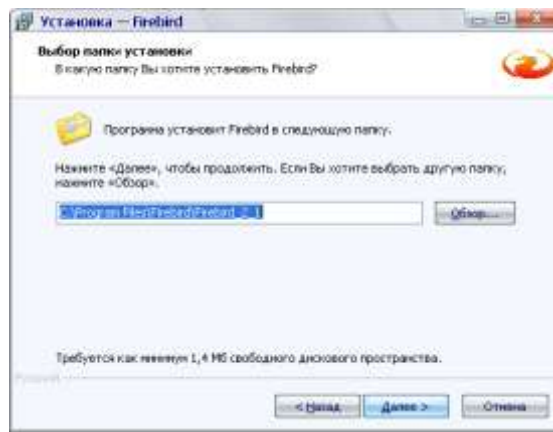 Установка — Firebird
Выбор папки установки
В какую папку Вы хотите установить Firebird?
Программа установит Firebird в следующую папку.
Нажмите «Далее», чтобы продолжить. Если Вы хотите выбрать другую папку,
нажмите «Обзор».
C:\Program Files\Firebird\Firebird_2_1
Обзор...
Требуется как минимум 1,4 Мб свободного дискового пространства.
Русский
< Назад
Далее >
Отмена